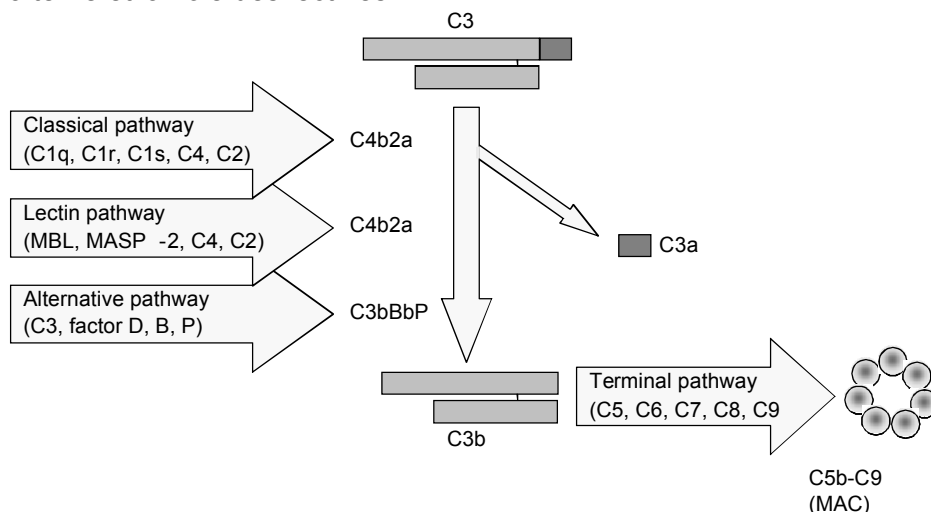 C3
Classical pathway
(C1q, C1r, C1s, C4, C2)
C4b2a
Lectin pathway
(MBL, MASP -2, C4, C2)
C4b2a
C3a
Alternative pathway
(C3, factor D, B, P)
C3bBbP
Terminal pathway
(C5, C6, C7, C8, C9
C3b
C5b-C9
(MAC)